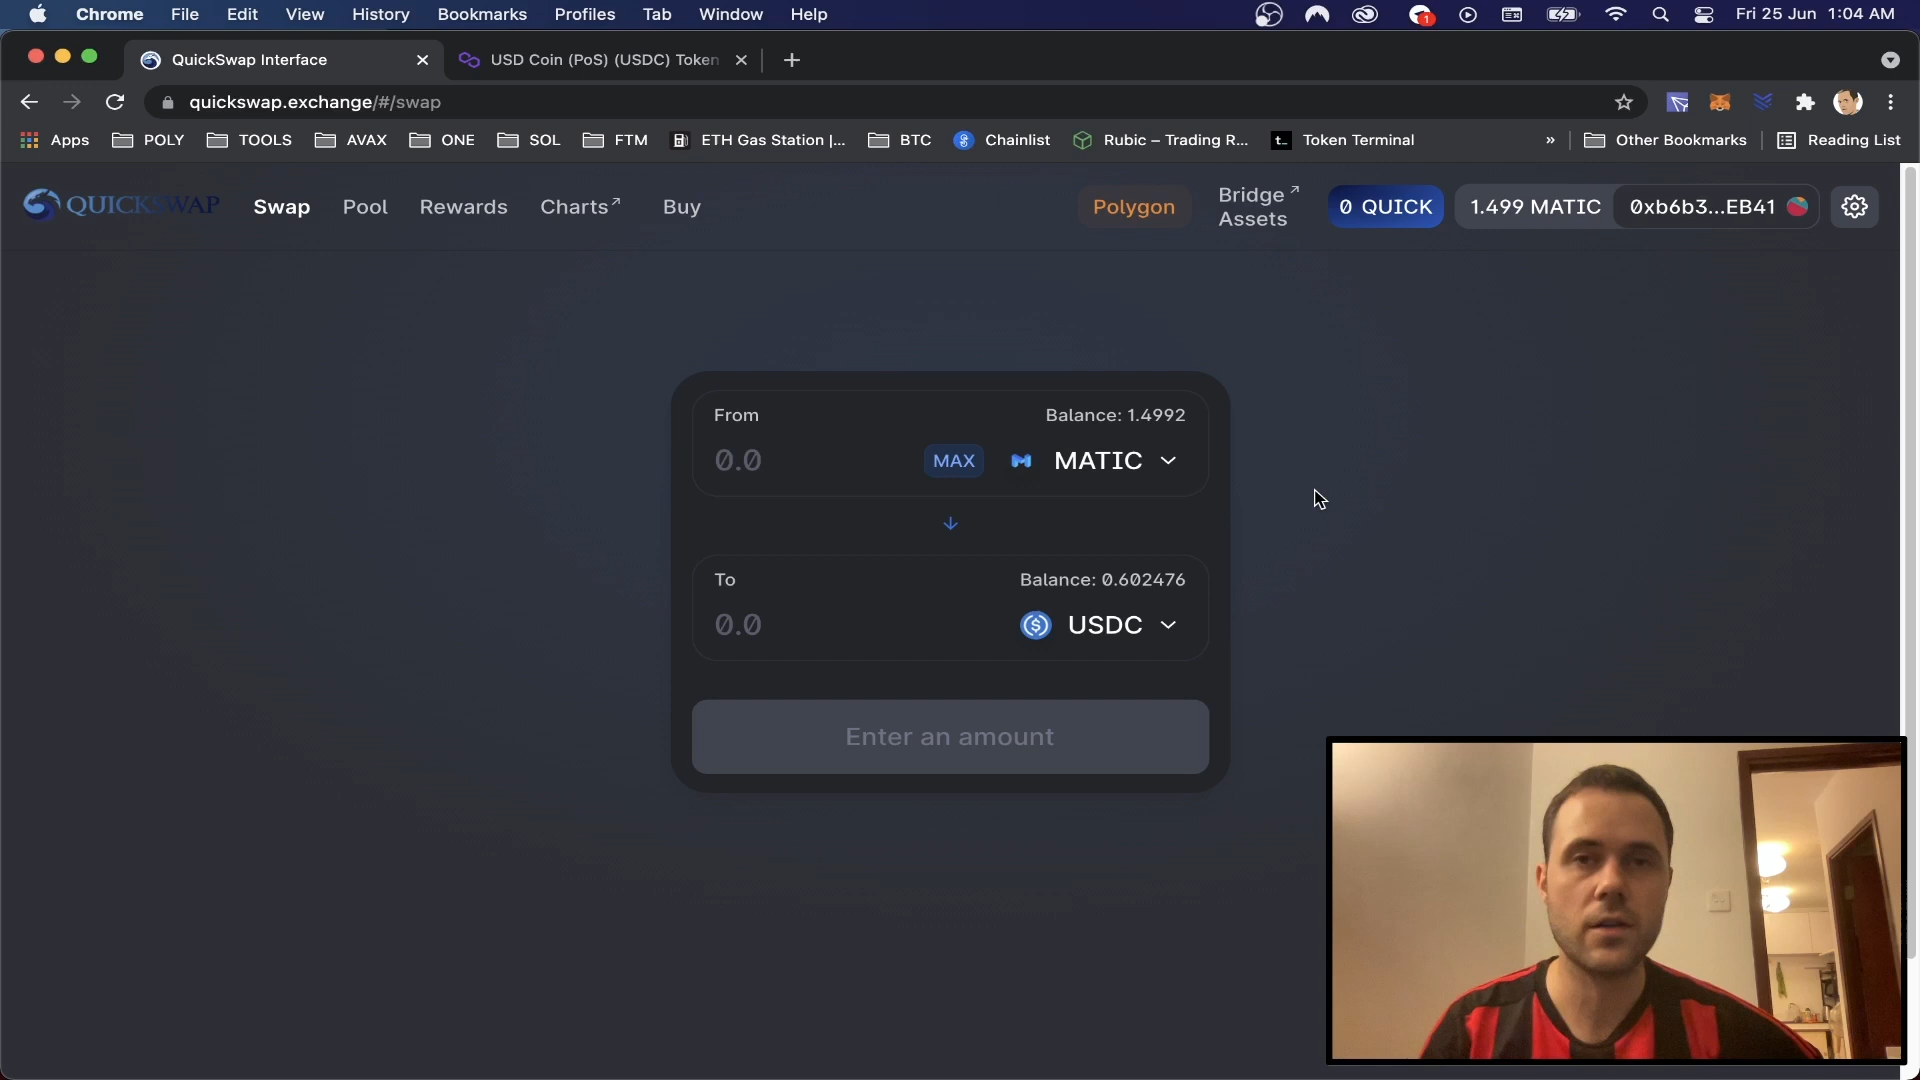 Chrome File Edit View History Bookmarks Profiles Tab Window Help 1 Fri 25 Jun 1:04 AM
QuickSwap Interface USD Coin (PoS) (USDC) Token
quickswap.exchange/#/swap
Apps POLY TOOLS AVAX ONE SOL FTM ETH Gas Station |... BTC Chainlist Rubic – Trading R... t_ Token Terminal » Other Bookmarks Reading List
QUICKSWAP Swap Pool Rewards Charts↗ Buy Polygon Bridge↗ Assets 0 QUICK 1.499 MATIC 0xb6b3...EB41
From Balance: 1.4992
0.0 MAX MATIC
To Balance: 0.602476
0.0 USDC
Enter an amount